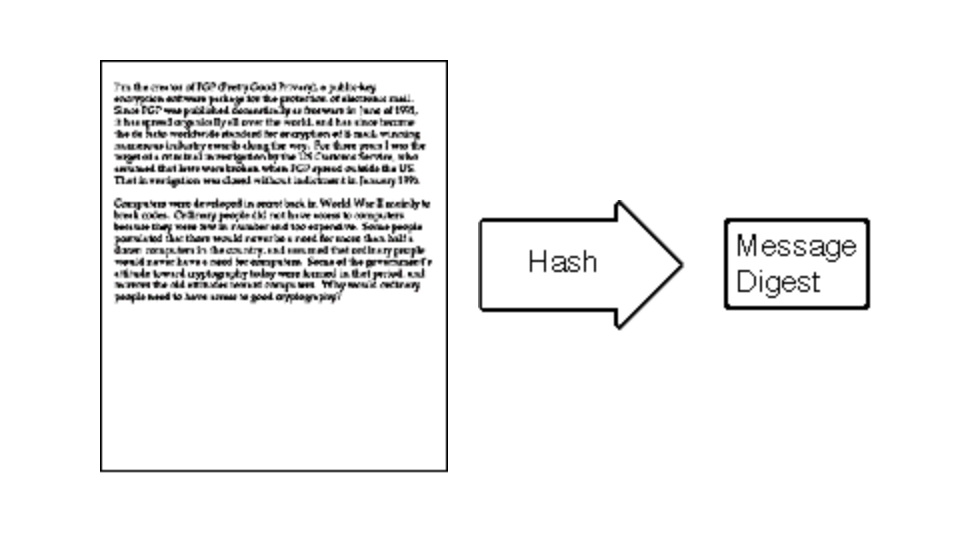 I'm the creator of PGP (Pretty Good Privacy), a public-key
encryption software package for the protection of electronic mail.
Since PGP was published domestically as freeware in June of 1991,
it has spread organically all over the world, and has since become
the de facto worldwide standard for encryption of E-mail, winning
numerous industry awards along the way. For three years I was the
target of a criminal investigation by the US Customs Service, who
assumed that laws were broken when PGP spread outside the US.
That investigation was closed without indictment in January 1996.
Computers were developed in secret back in World War II mainly to
break codes. Ordinary people did not have access to computers
because they were few in number and too expensive. Some people
postulated that there would never be a need for more than half a
dozen computers in the country, and assumed that ordinary people
would never have a need for computers. Some of the government's
attitude toward cryptography today were formed in that period, and
mirrors the old attitudes toward computers. Why would ordinary
people need to have access to good cryptography?
Hash
Message
Digest